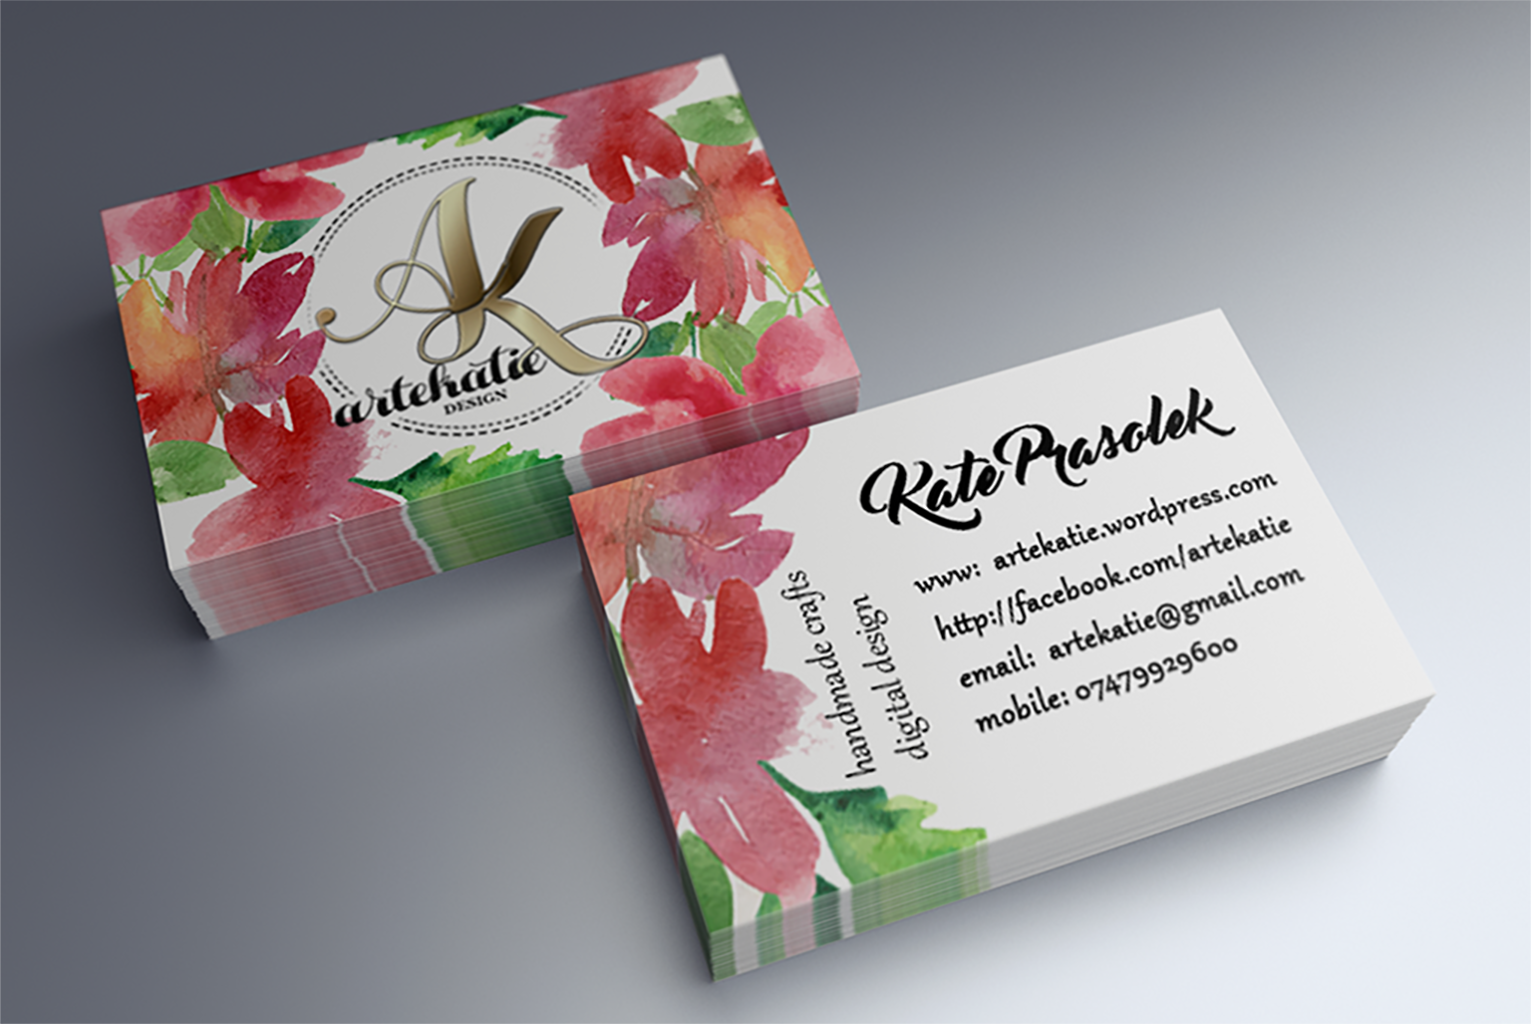 AK
artekatie
DESIGN
Kate Prasolek
www: artekatie.wordpress.com
http://facebook.com/artekatie
email: artekatie@gmail.com
mobile: 07479929600
handmade crafts
digital design